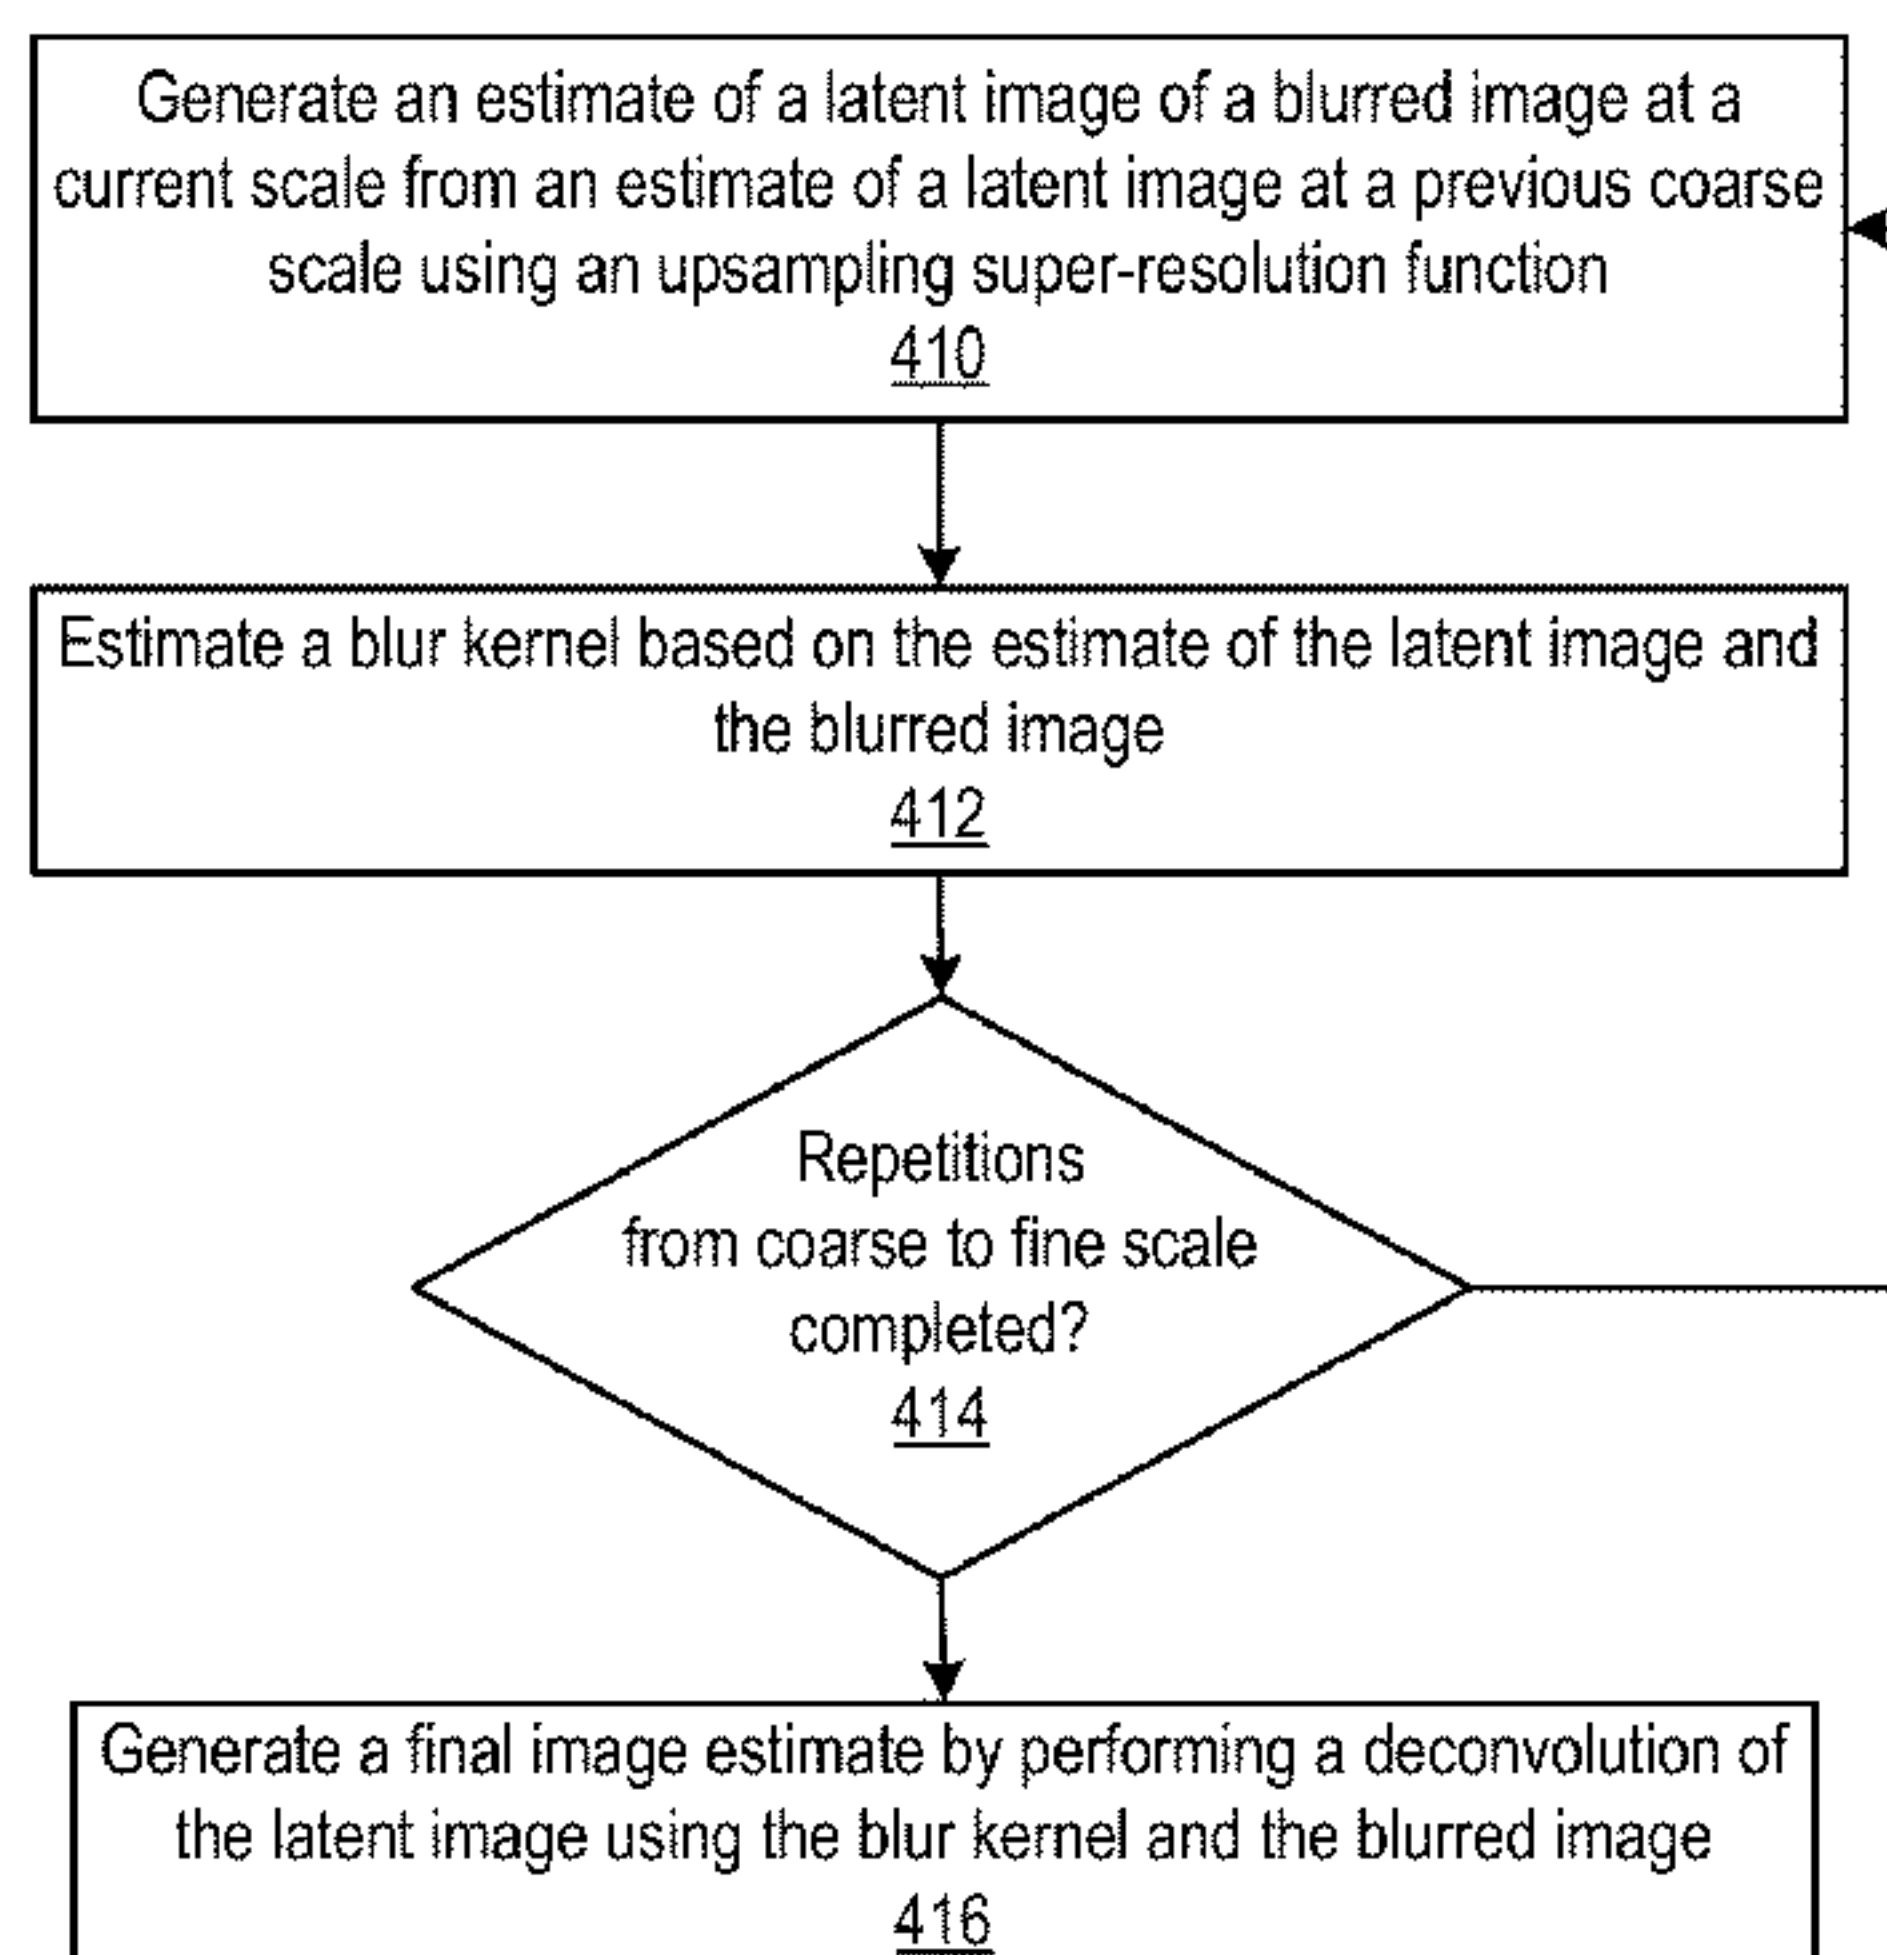 Generate an estimate of a latent image of a blurred image at a
current scale from an estimate of a latent image at a previous coarse
scale using an upsampling super-resolution function
410
Estimate a blur kernel based on the estimate of the latent image and
the blurred image
412
Repetitions
from coarse to fine scale
completed?
414
Generate a final image estimate by performing a deconvolution of
the latent image using the blur kernel and the blurred image
416